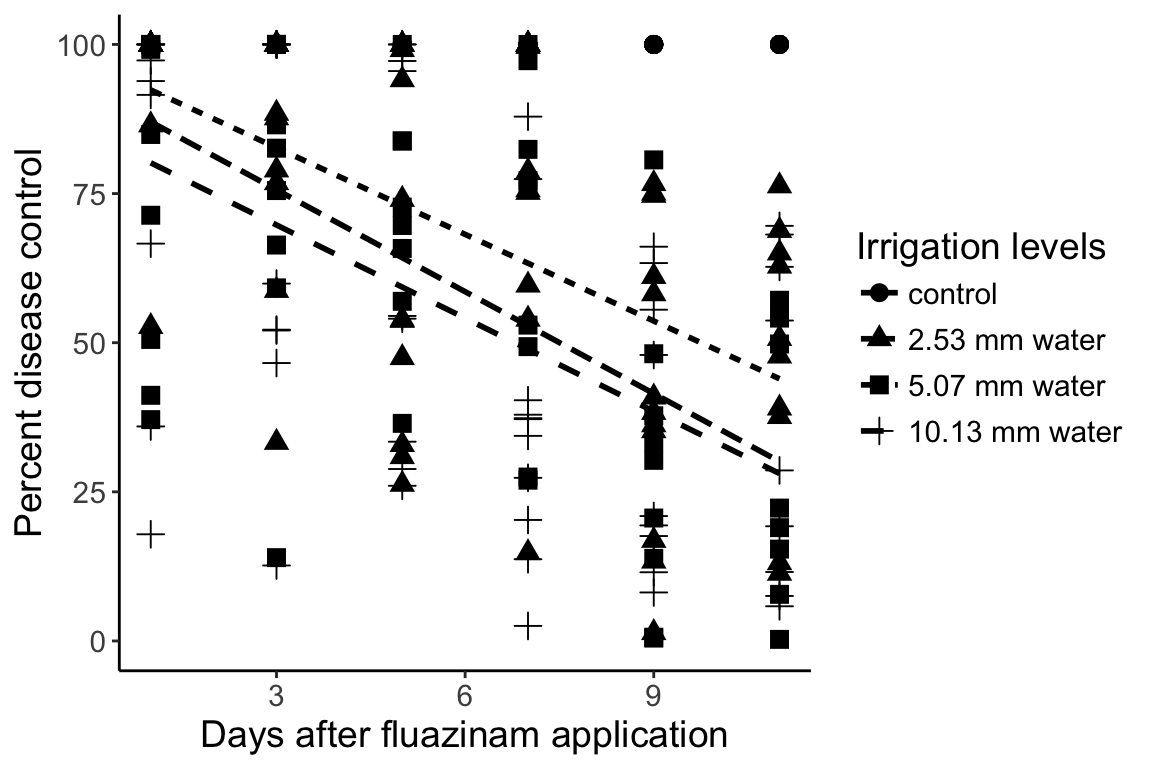 Percent disease control
100
75
50
25
0
3 6 9
Days after fluazinam application
Irrigation levels
control
2.53 mm water
5.07 mm water
10.13 mm water